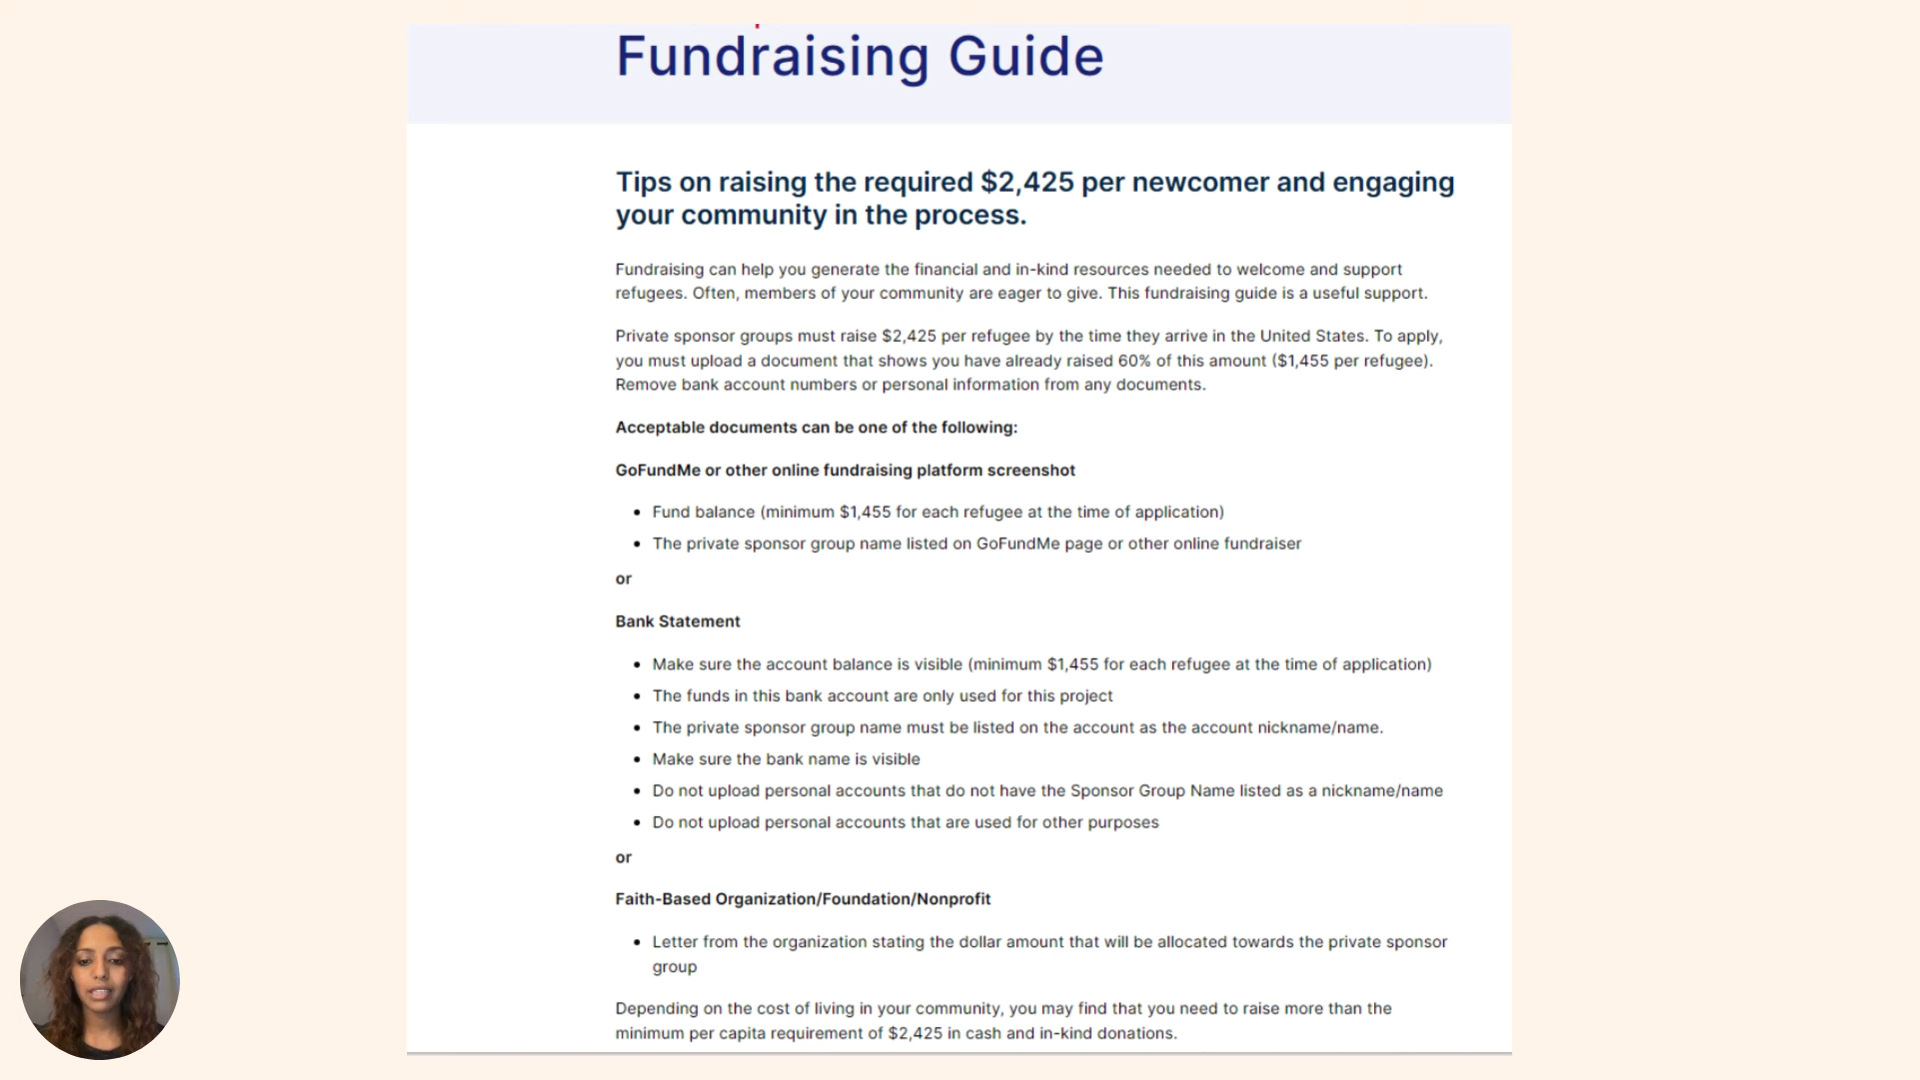 Fundraising Guide
Tips on raising the required $2,425 per newcomer and engaging
your community in the process.
Fundraising can help you generate the financial and in-kind resources needed to welcome and support
refugees. Often, members of your community are eager to give. This fundraising guide is a useful support.
Private sponsor groups must raise $2,425 per refugee by the time they arrive in the United States. To apply,
you must upload a document that shows you have already raised 60% of this amount ($1,455 per refugee).
Remove bank account numbers or personal information from any documents.
Acceptable documents can be one of the following:
GoFundMe or other online fundraising platform screenshot
• Fund balance (minimum $1,455 for each refugee at the time of application)
• The private sponsor group name listed on GoFundMe page or other online fundraiser
or
Bank Statement
• Make sure the account balance is visible (minimum $1,455 for each refugee at the time of application)
• The funds in this bank account are only used for this project
• The private sponsor group name must be listed on the account as the account nickname/name.
• Make sure the bank name is visible
• Do not upload personal accounts that do not have the Sponsor Group Name listed as a nickname/name
• Do not upload personal accounts that are used for other purposes
or
Faith-Based Organization/Foundation/Nonprofit
• Letter from the organization stating the dollar amount that will be allocated towards the private sponsor
group
Depending on the cost of living in your community, you may find that you need to raise more than the
minimum per capita requirement of $2,425 in cash and in-kind donations.